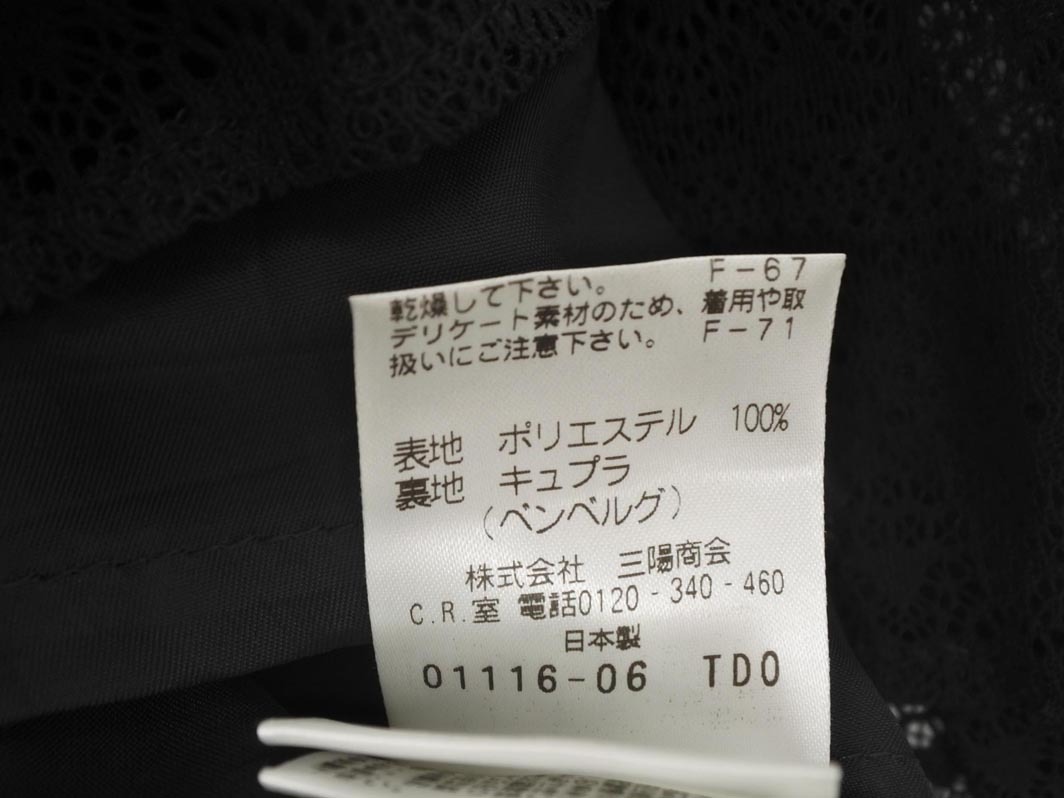 乾燥して下さい。 F-67
デリケート素材のため、着用や取
扱いにご注意下さい。 F-71
表地 ポリエステル 100%
裏地 キュプラ
(ベンベルグ)
株式会社 三陽商会
C.R.室 電話0120-340-460
日本製
01116-06 TDO